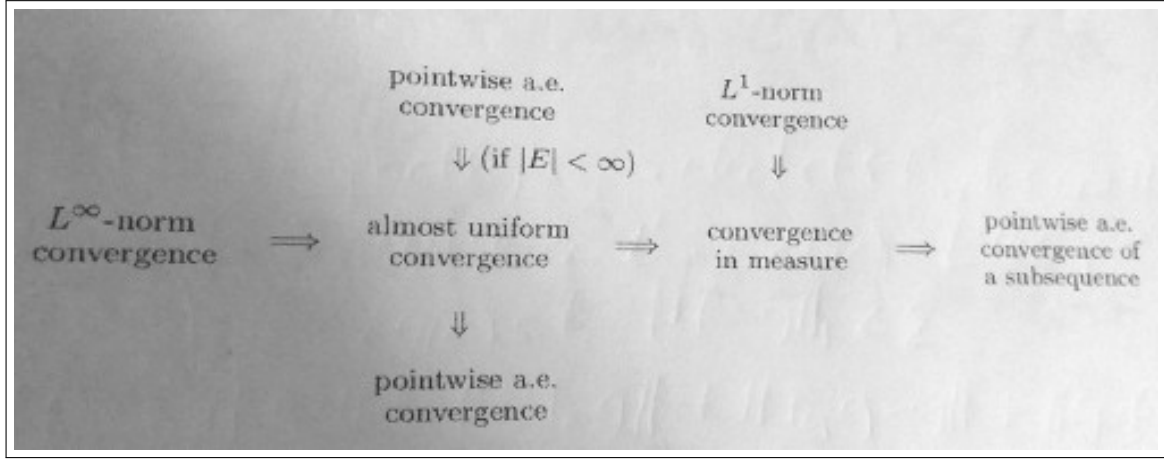 pointwise a.e.
convergence
L¹-norm
convergence
⇓ (if |E| < ∞)
⇓
L∞-norm
convergence
⟹
almost uniform
convergence
⟹
convergence
in measure
⟹
pointwise a.e.
convergence of
a subsequence
⇓
pointwise a.e.
convergence